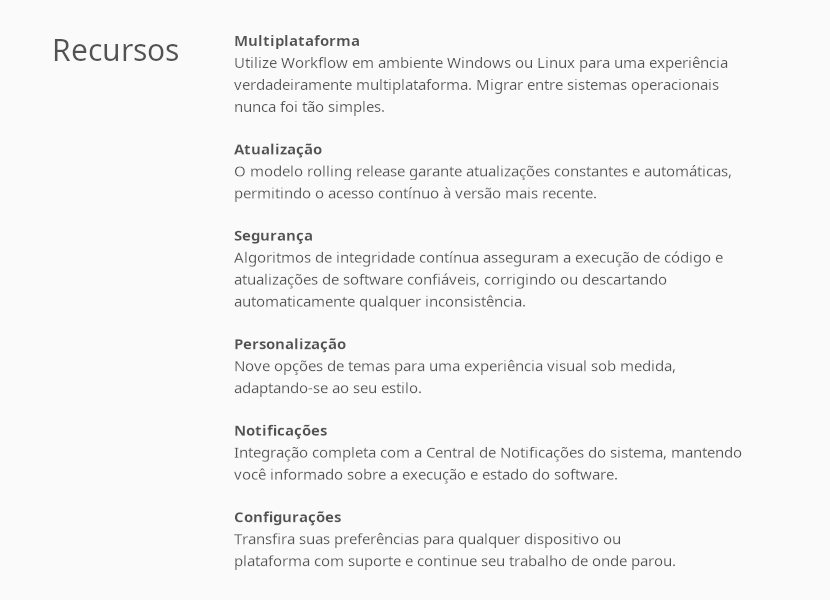 Recursos
Multiplataforma
Utilize Workflow em ambiente Windows ou Linux para uma experiência
verdadeiramente multiplataforma. Migrar entre sistemas operacionais
nunca foi tão simples.
Atualização
O modelo rolling release garante atualizações constantes e automáticas,
permitindo o acesso contínuo à versão mais recente.
Segurança
Algoritmos de integridade contínua asseguram a execução de código e
atualizações de software confiáveis, corrigindo ou descartando
automaticamente qualquer inconsistência.
Personalização
Nove opções de temas para uma experiência visual sob medida,
adaptando-se ao seu estilo.
Notificações
Integração completa com a Central de Notificações do sistema, mantendo
você informado sobre a execução e estado do software.
Configurações
Transfira suas preferências para qualquer dispositivo ou
plataforma com suporte e continue seu trabalho de onde parou.